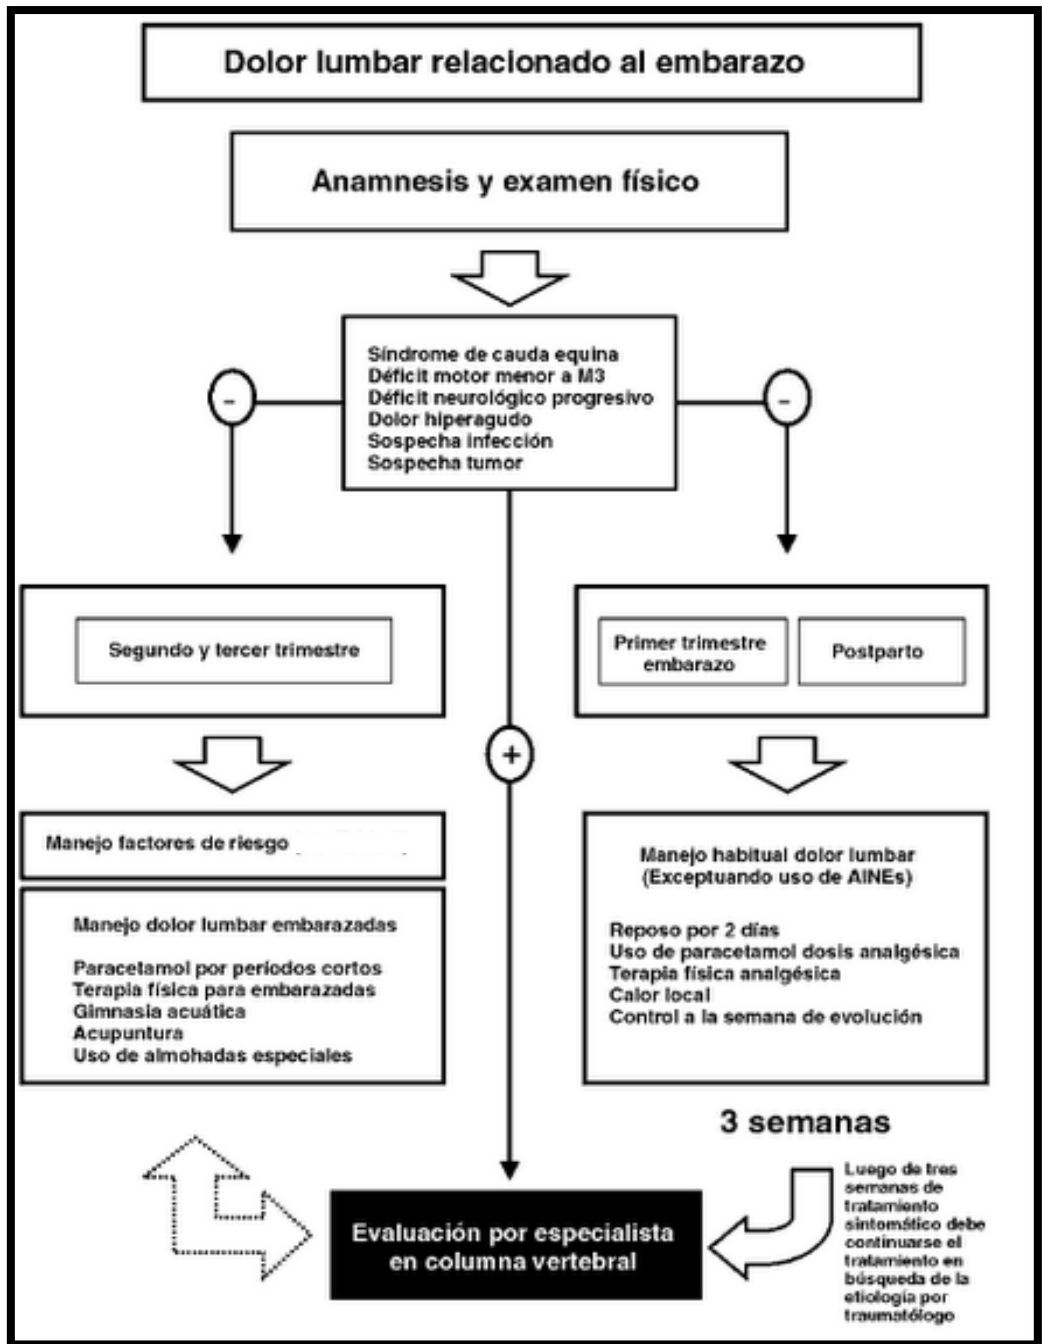 Dolor lumbar relacionado al embarazo
Anamnesis y examen físico
Síndrome de cauda equina
Déficit motor menor a M3
Déficit neurológico progresivo
Dolor hiperagudo
Sospecha infección
Sospecha tumor
-
-
Segundo y tercer trimestre
Primer trimestre
embarazo
Postparto
+
Manejo factores de riesgo
Manejo dolor lumbar embarazadas
Paracetamol por períodos cortos
Terapia física para embarazadas
Gimnasia acuática
Acupuntura
Uso de almohadas especiales
Manejo habitual dolor lumbar
(Exceptuando uso de AINEs)
Reposo por 2 días
Uso de paracetamol dosis analgésica
Terapia física analgésica
Calor local
Control a la semana de evolución
3 semanas
Luego de tres
semanas de
tratamiento
sintomático debe
continuarse el
tratamiento en
búsqueda de la
etiología por
traumatólogo
Evaluación por especialista
en columna vertebral